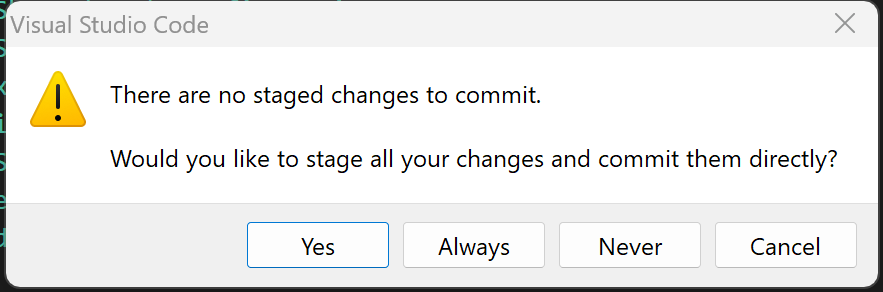 Visual Studio Code
There are no staged changes to commit.
Would you like to stage all your changes and commit them directly?
Yes
Always
Never
Cancel